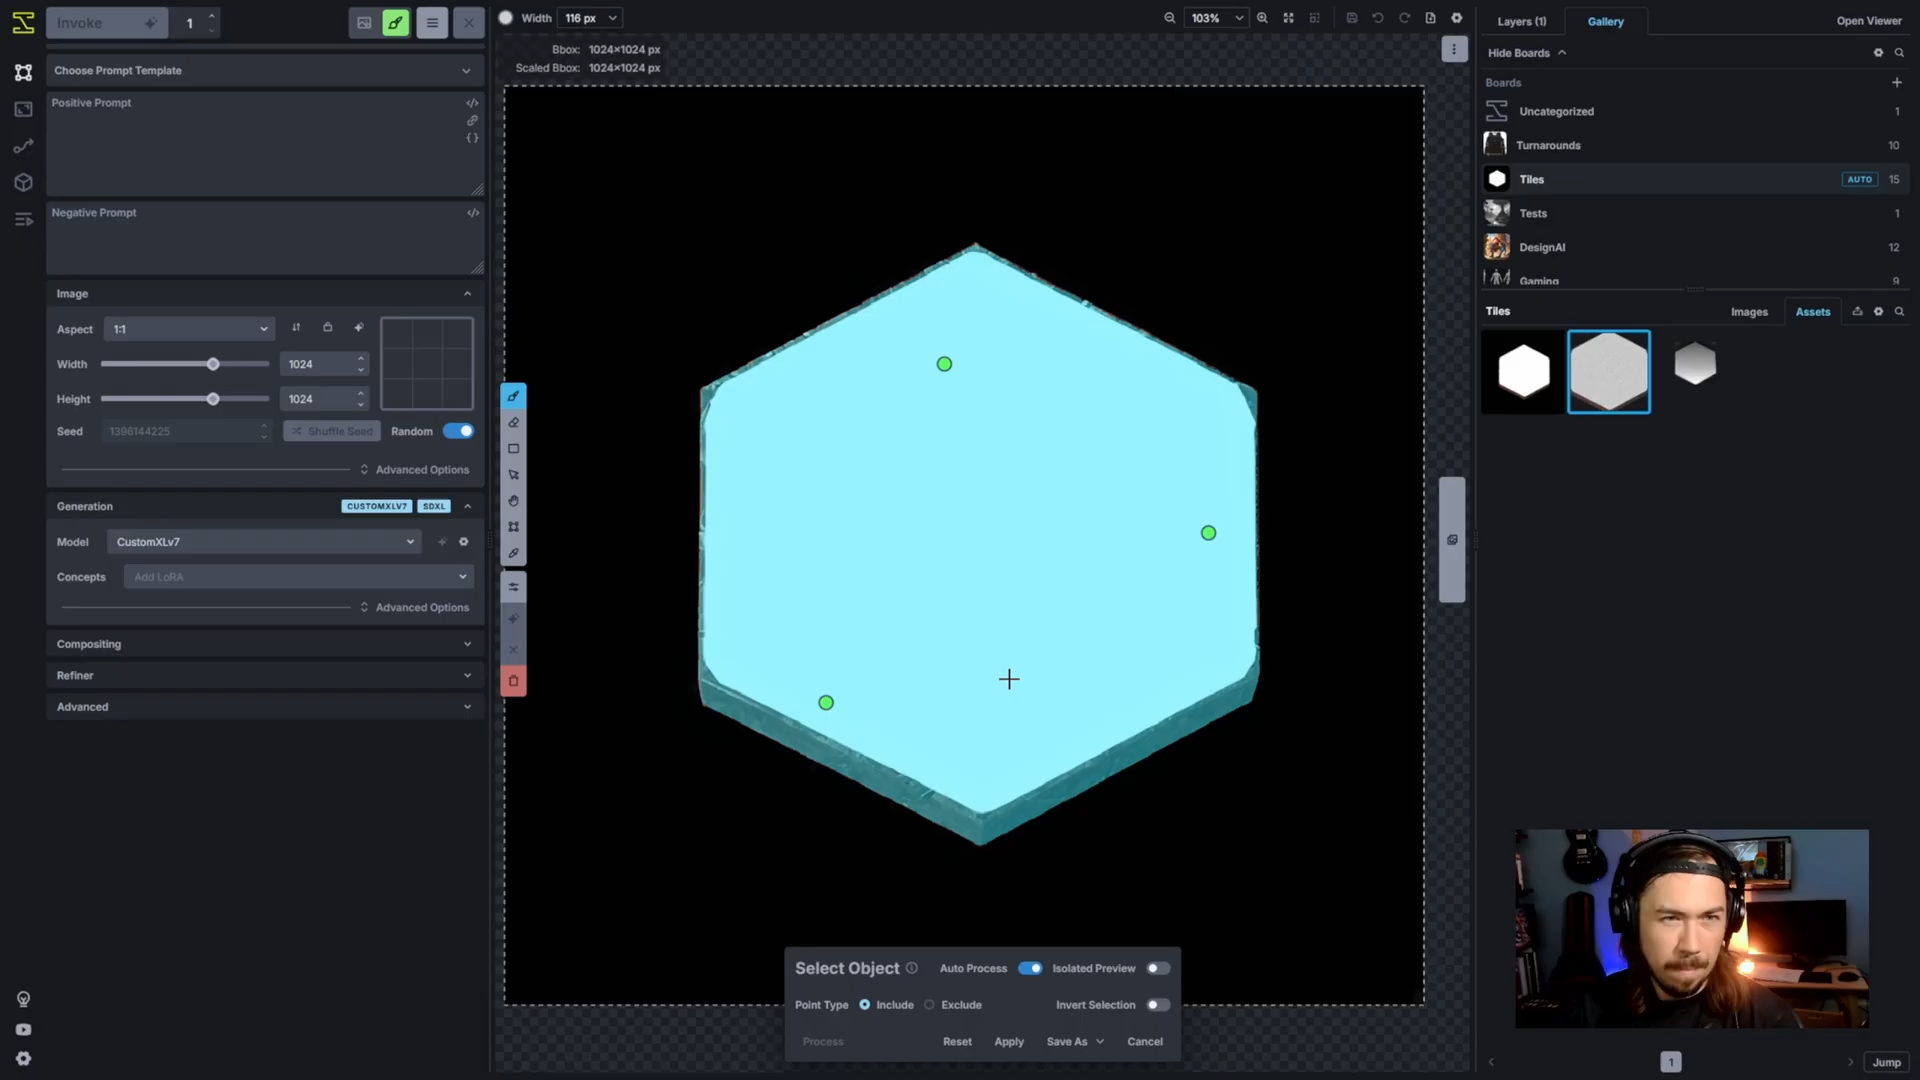 Invoke
1
Choose Prompt Template
Positive Prompt
Negative Prompt
Image
Aspect 1:1
Width 1024
Height 1024
Seed 1396144225 Shuffle Seed Random
Advanced Options
Generation CUSTOMXLV7 SDXL
Model CustomXLv7
Concepts Add LoRA
Advanced Options
Compositing
Refiner
Advanced
Width 116 px
103%
Bbox: 1024×1024 px
Scaled Bbox: 1024×1024 px
Select Object Auto Process Isolated Preview
Point Type Include Exclude Invert Selection
Process Reset Apply Save As Cancel
Layers (1) Gallery Open Viewer
Hide Boards
Boards
Uncategorized 1
Turnarounds 10
Tiles AUTO 15
Tests 1
DesignAI 12
Gaming 9
Tiles Images Assets
1 Jump